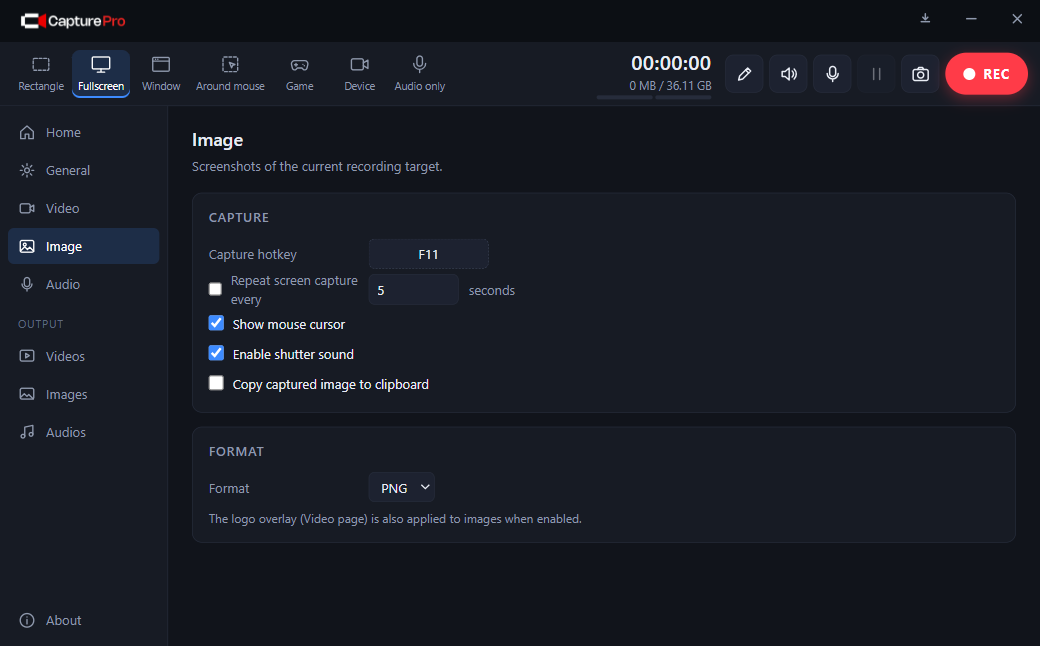 CapturePro
Rectangle
Fullscreen
Window
Around mouse
Game
Device
Audio only
00:00:00
0 MB / 36.11 GB
REC
Home
General
Video
Image
Audio
OUTPUT
Videos
Images
Audios
About
Image
Screenshots of the current recording target.
CAPTURE
Capture hotkey
F11
Repeat screen capture
every
5
seconds
Show mouse cursor
Enable shutter sound
Copy captured image to clipboard
FORMAT
Format
PNG
The logo overlay (Video page) is also applied to images when enabled.